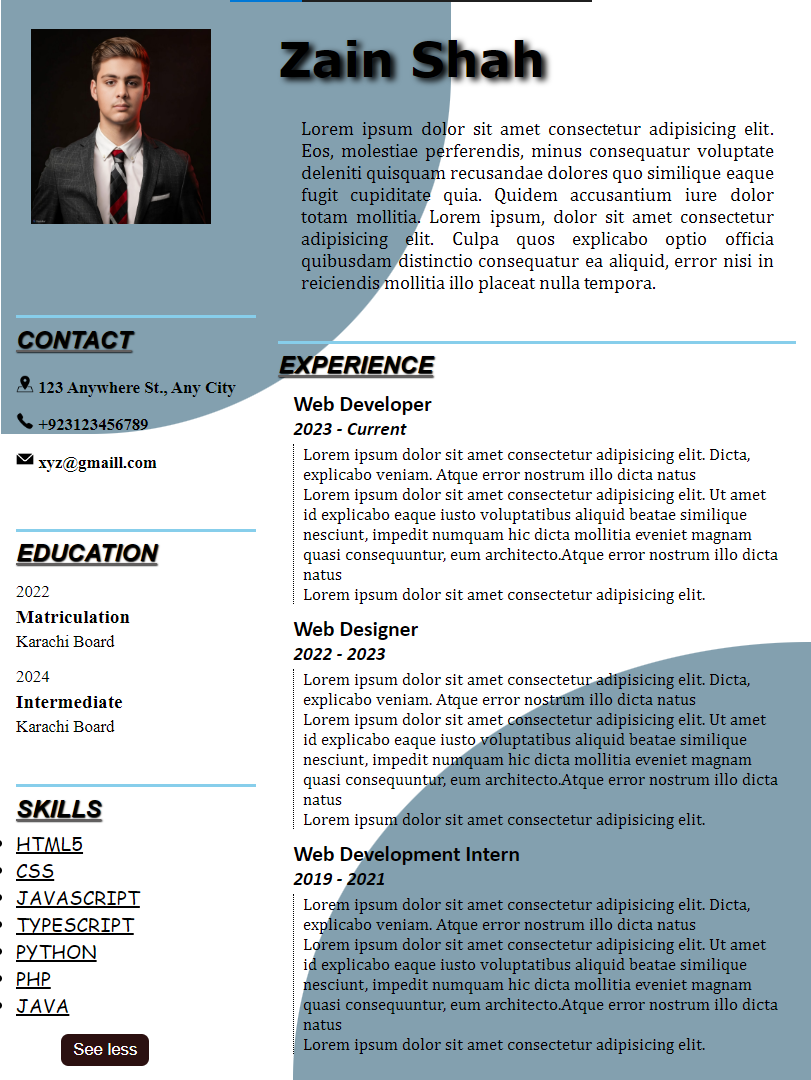 Zain Shah
Lorem ipsum dolor sit amet consectetur adipisicing elit.
Eos, molestiae perferendis, minus consequatur voluptate
deleniti quisquam recusandae dolores quo similique eaque
fugit cupiditate quia. Quidem accusantium iure dolor
totam mollitia. Lorem ipsum, dolor sit amet consectetur
adipisicing elit. Culpa quos explicabo optio officia
quibusdam distinctio consequatur ea aliquid, error nisi in
reiciendis mollitia illo placeat nulla tempora.
CONTACT
123 Anywhere St., Any City
+923123456789
xyz@gmaill.com
EDUCATION
2022
Matriculation
Karachi Board
2024
Intermediate
Karachi Board
SKILLS
HTML5
CSS
JAVASCRIPT
TYPESCRIPT
PYTHON
PHP
JAVA
See less
EXPERIENCE
Web Developer
2023 - Current
Lorem ipsum dolor sit amet consectetur adipisicing elit. Dicta,
explicabo veniam. Atque error nostrum illo dicta natus
Lorem ipsum dolor sit amet consectetur adipisicing elit. Ut amet
id explicabo eaque iusto voluptatibus aliquid beatae similique
nesciunt, impedit numquam hic dicta mollitia eveniet magnam
quasi consequuntur, eum architecto.Atque error nostrum illo dicta
natus
Lorem ipsum dolor sit amet consectetur adipisicing elit.
Web Designer
2022 - 2023
Lorem ipsum dolor sit amet consectetur adipisicing elit. Dicta,
explicabo veniam. Atque error nostrum illo dicta natus
Lorem ipsum dolor sit amet consectetur adipisicing elit. Ut amet
id explicabo eaque iusto voluptatibus aliquid beatae similique
nesciunt, impedit numquam hic dicta mollitia eveniet magnam
quasi consequuntur, eum architecto.Atque error nostrum illo dicta
natus
Lorem ipsum dolor sit amet consectetur adipisicing elit.
Web Development Intern
2019 - 2021
Lorem ipsum dolor sit amet consectetur adipisicing elit. Dicta,
explicabo veniam. Atque error nostrum illo dicta natus
Lorem ipsum dolor sit amet consectetur adipisicing elit. Ut amet
id explicabo eaque iusto voluptatibus aliquid beatae similique
nesciunt, impedit numquam hic dicta mollitia eveniet magnam
quasi consequuntur, eum architecto.Atque error nostrum illo dicta
natus
Lorem ipsum dolor sit amet consectetur adipisicing elit.